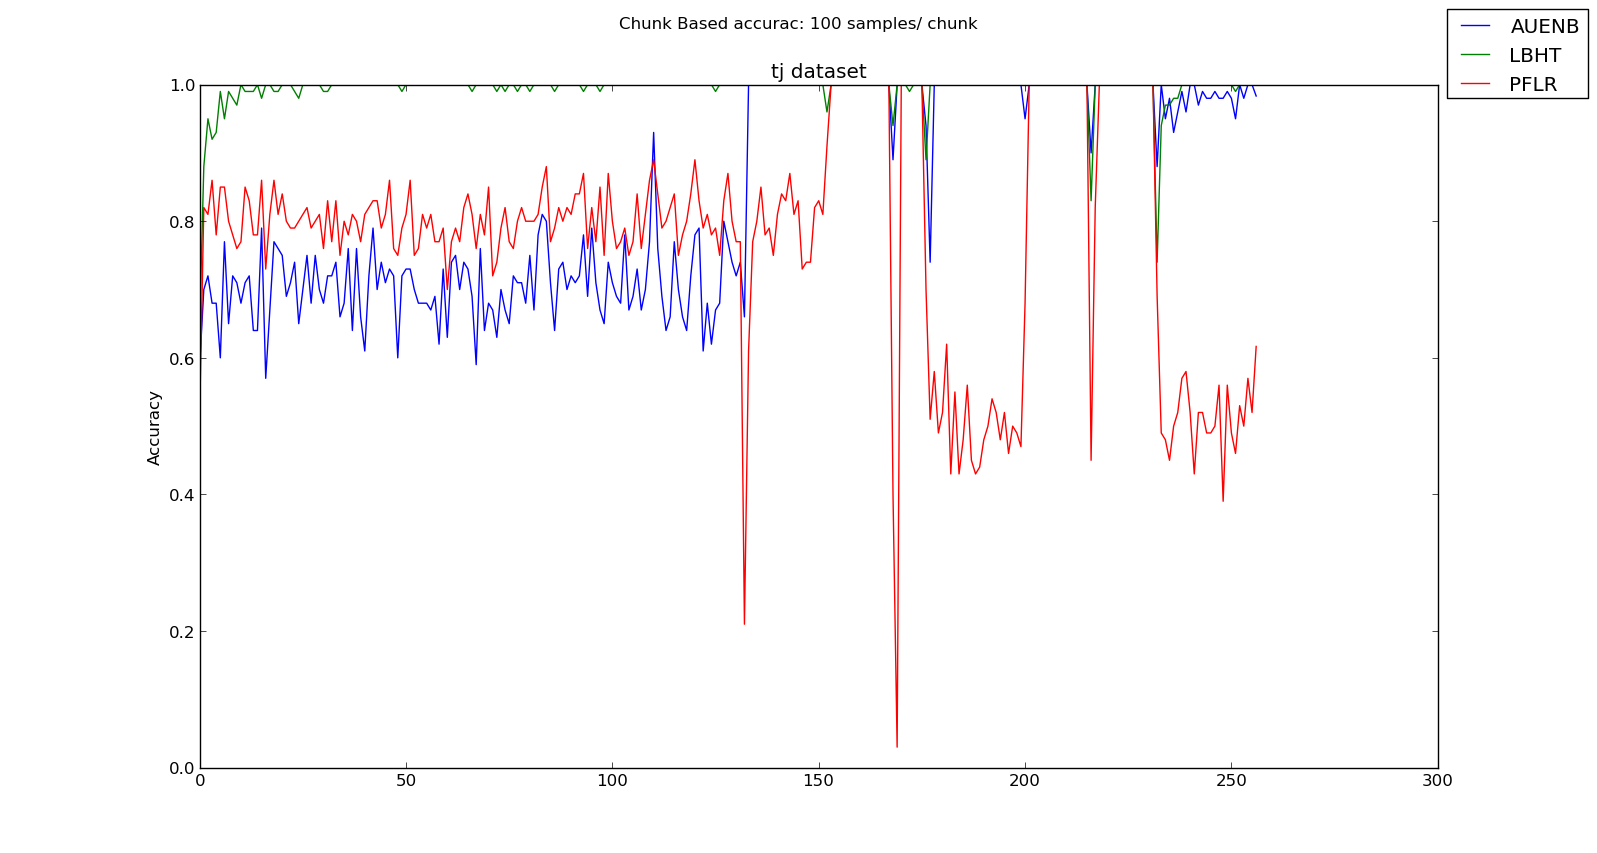 Chunk Based accurac: 100 samples/ chunk
tj dataset
AUENB
LBHT
PFLR
Accuracy
1.0
0.8
0.6
0.4
0.2
0.0
0 50 100 150 200 250 300